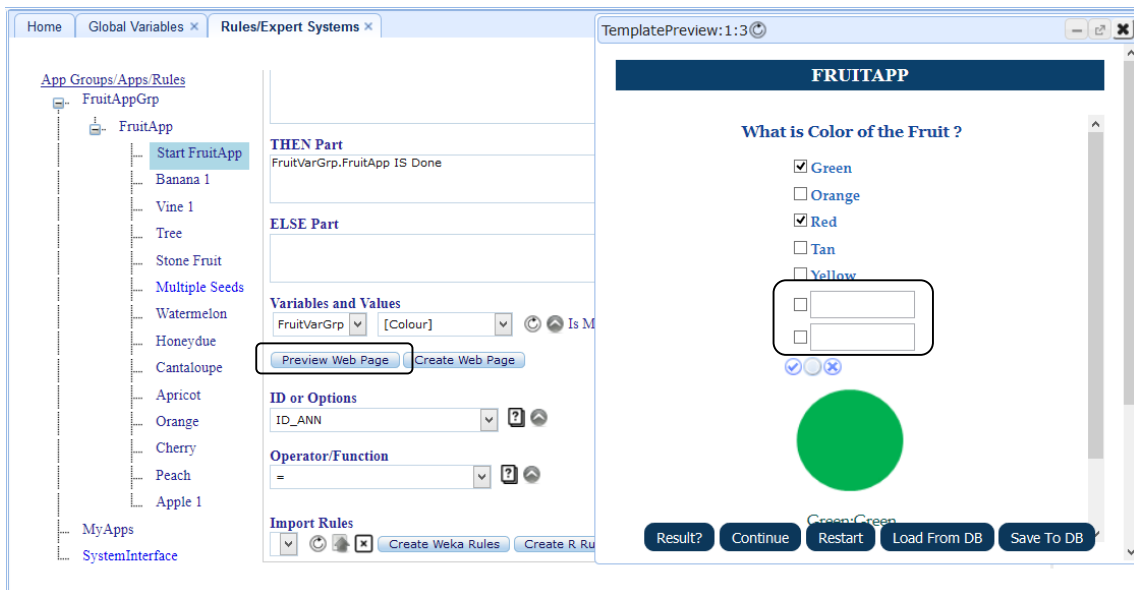 Home
Global Variables ×
Rules/Expert Systems ×
App Groups/Apps/Rules
FruitAppGrp
FruitApp
Start FruitApp
Banana 1
Vine 1
Tree
Stone Fruit
Multiple Seeds
Watermelon
Honeydue
Cantaloupe
Apricot
Orange
Cherry
Peach
Apple 1
MyApps
SystemInterface
THEN Part
FruitVarGrp.FruitApp IS Done
ELSE Part
Variables and Values
FruitVarGrp [Colour] Is M
Preview Web Page Create Web Page
ID or Options
ID_ANN
Operator/Function
=
Import Rules
Create Weka Rules Create R Ru
TemplatePreview:1:3
FRUITAPP
What is Color of the Fruit ?
Green
Orange
Red
Tan
Yellow
Green:Green
Result? Continue Restart Load From DB Save To DB